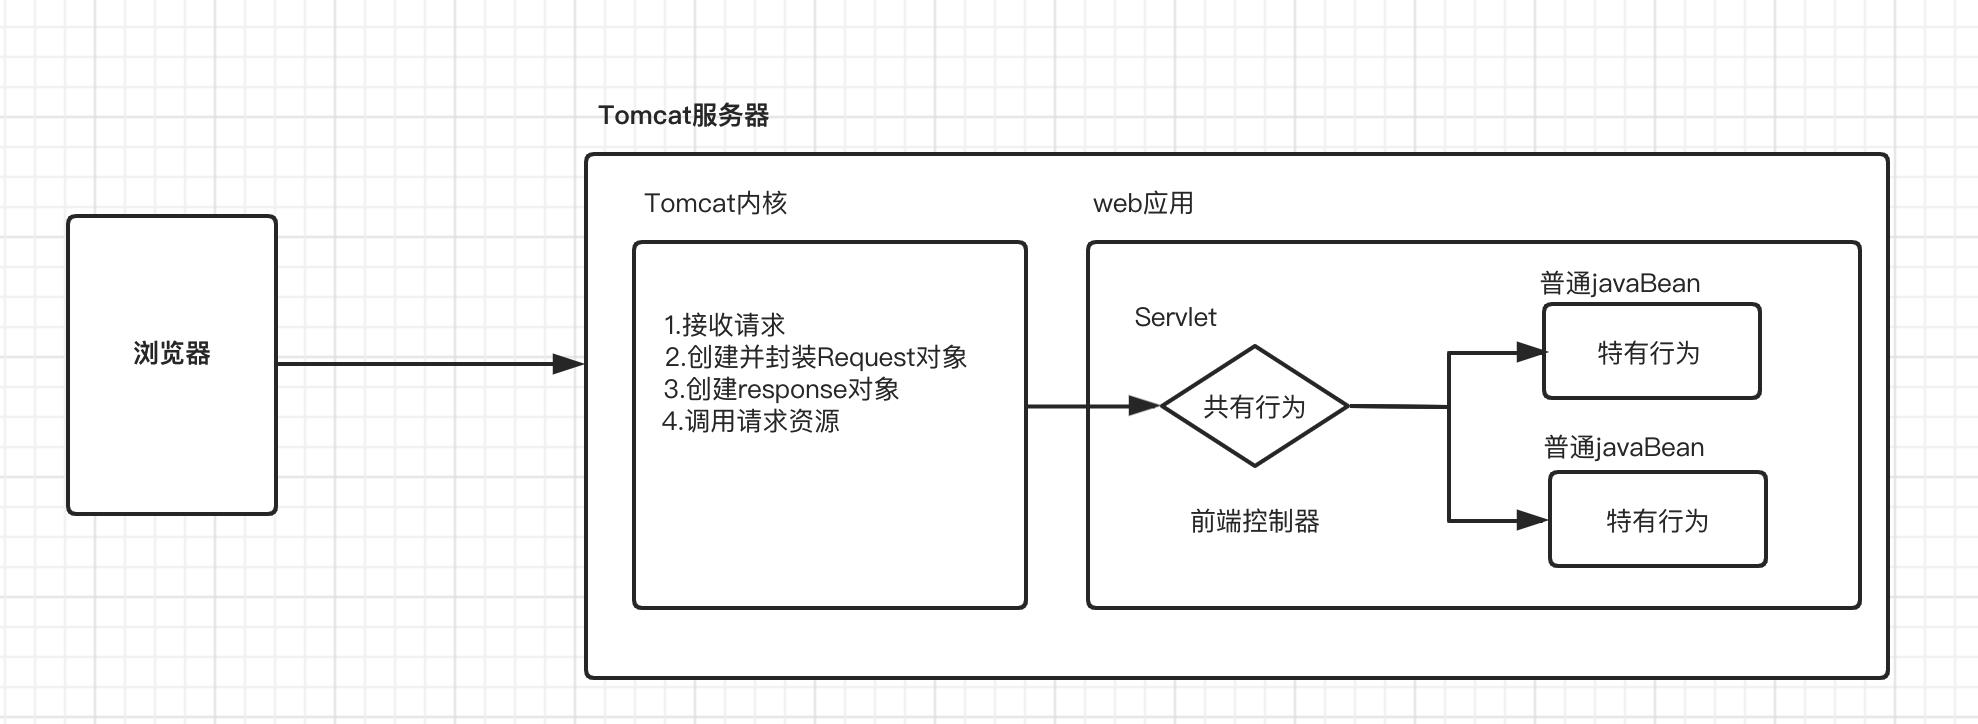 Tomcat服务器
浏览器
Tomcat内核
1.接收请求
2.创建并封装Request对象
3.创建response对象
4.调用请求资源
web应用
Servlet
共有行为
前端控制器
普通javaBean
特有行为
普通javaBean
特有行为